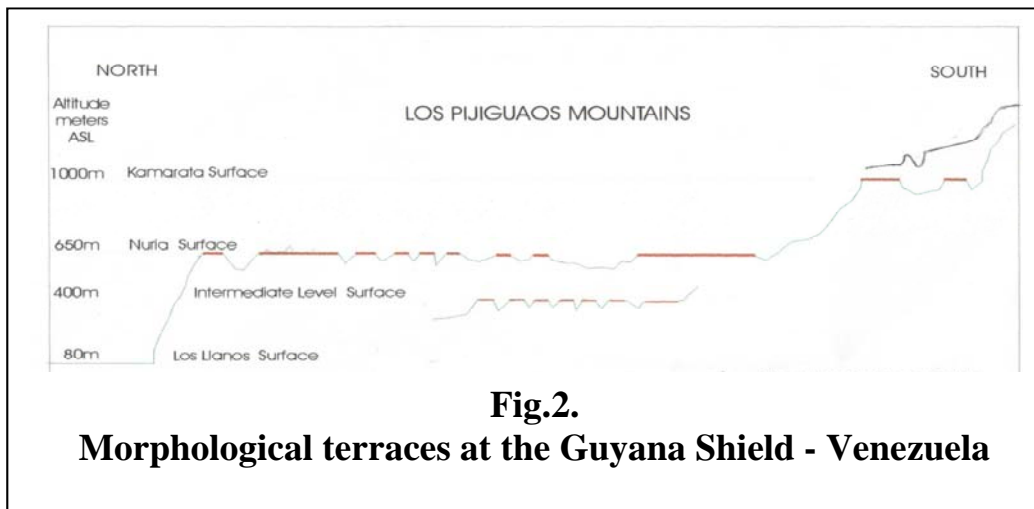 NORTH
SOUTH
LOS PIJIGUAOS MOUNTAINS
Altitude
meters
ASL
1000m Kamarata Surface
650m Nuria Surface
400m Intermediate Level Surface
80m Los Llanos Surface
Fig.2.
Morphological terraces at the Guyana Shield - Venezuela